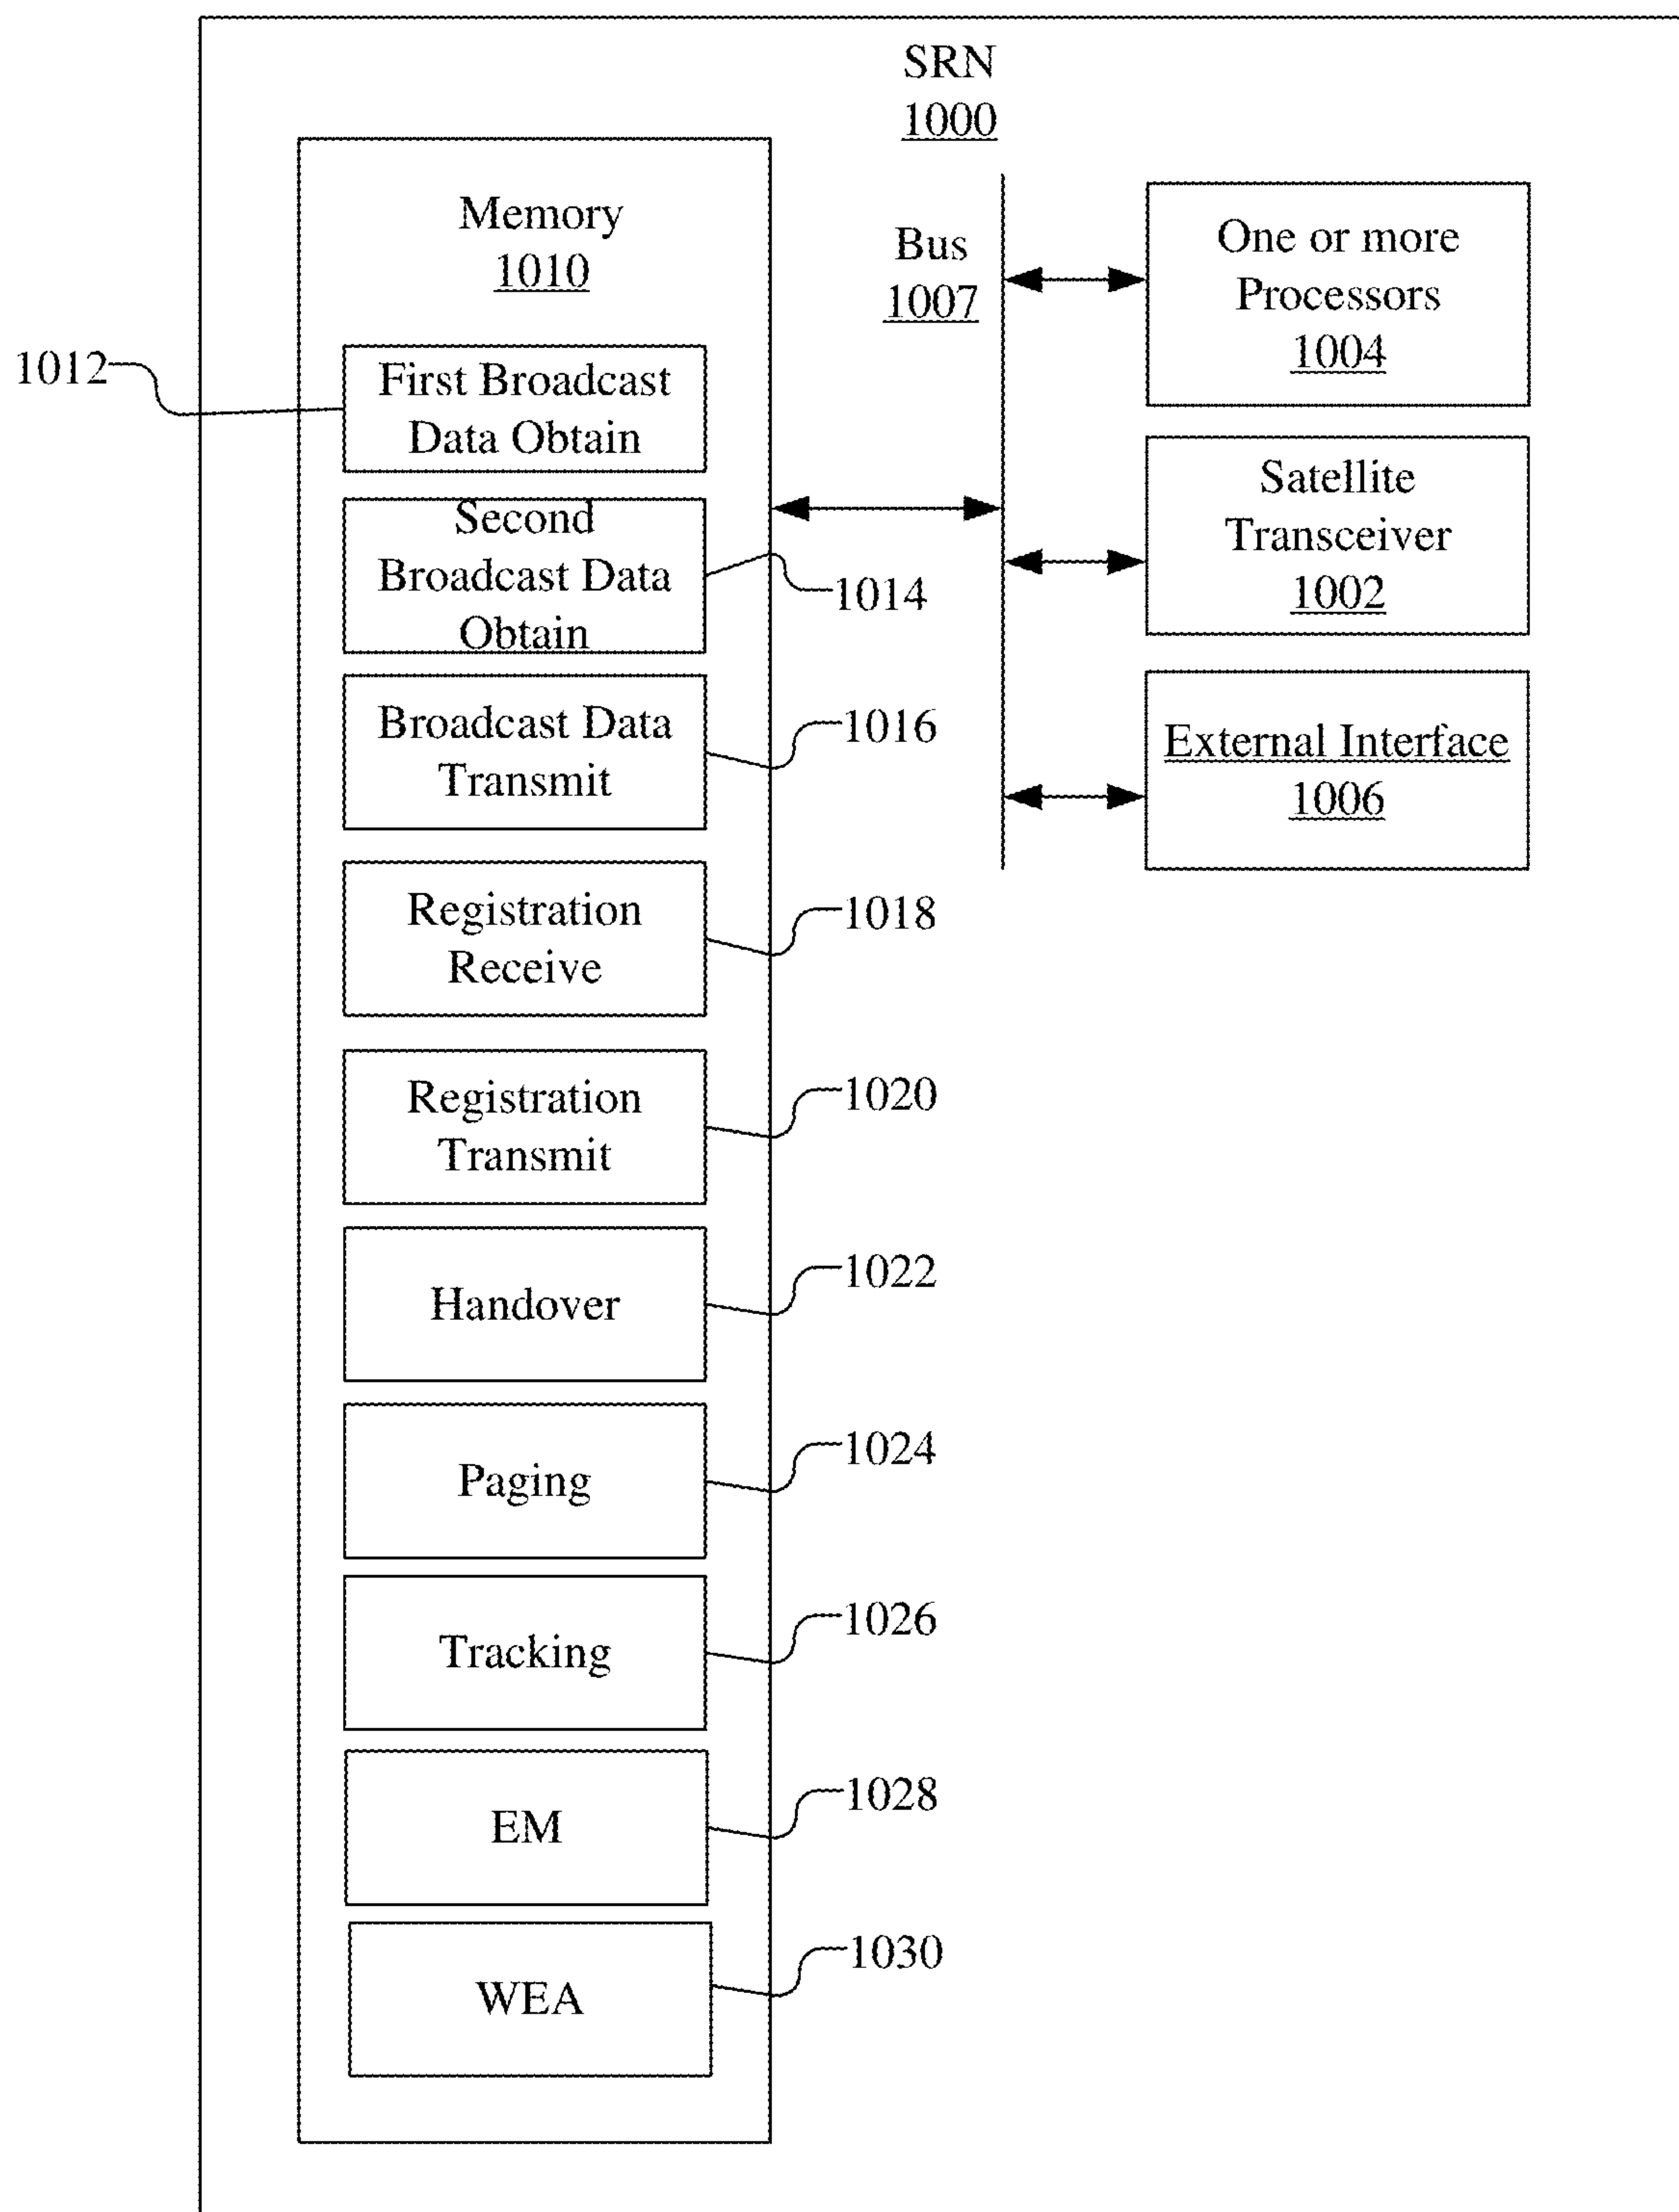 SRN
1000
Memory
1010
Bus
1007
One or more
Processors
1004
1012
First Broadcast
Data Obtain
Satellite
Transceiver
1002
Second
Broadcast Data
Obtain
1014
External Interface
1006
Broadcast Data
Transmit
1016
Registration
Receive
1018
Registration
Transmit
1020
Handover
1022
Paging
1024
Tracking
1026
EM
1028
WEA
1030